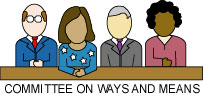 COMMITTEE ON WAYS AND MEANS